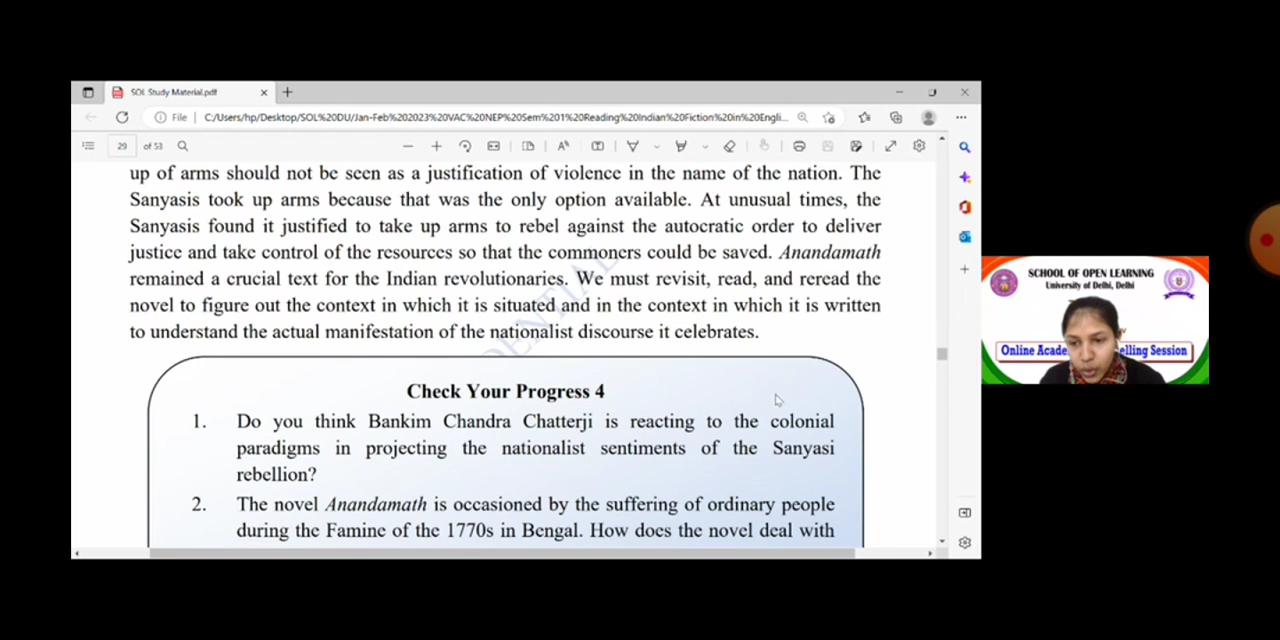 SOL Study Material.pdf
File | C:/Users/hp/Desktop/SOL%20DU/Jan-Feb%202023%20VAC%20NEP%20Sem%201%20Reading%20Indian%20Fiction%20in%20Engli...
29 of 53
up of arms should not be seen as a justification of violence in the name of the nation. The
Sanyasis took up arms because that was the only option available. At unusual times, the
Sanyasis found it justified to take up arms to rebel against the autocratic order to deliver
justice and take control of the resources so that the commoners could be saved. Anandamath
remained a crucial text for the Indian revolutionaries. We must revisit, read, and reread the
novel to figure out the context in which it is situated and in the context in which it is written
to understand the actual manifestation of the nationalist discourse it celebrates.
DENTIAL
Check Your Progress 4
1. Do you think Bankim Chandra Chatterji is reacting to the colonial
paradigms in projecting the nationalist sentiments of the Sanyasi
rebellion?
2. The novel Anandamath is occasioned by the suffering of ordinary people
during the Famine of the 1770s in Bengal. How does the novel deal with
SCHOOL OF OPEN LEARNING
University of Delhi, Delhi
Online Acade elling Session